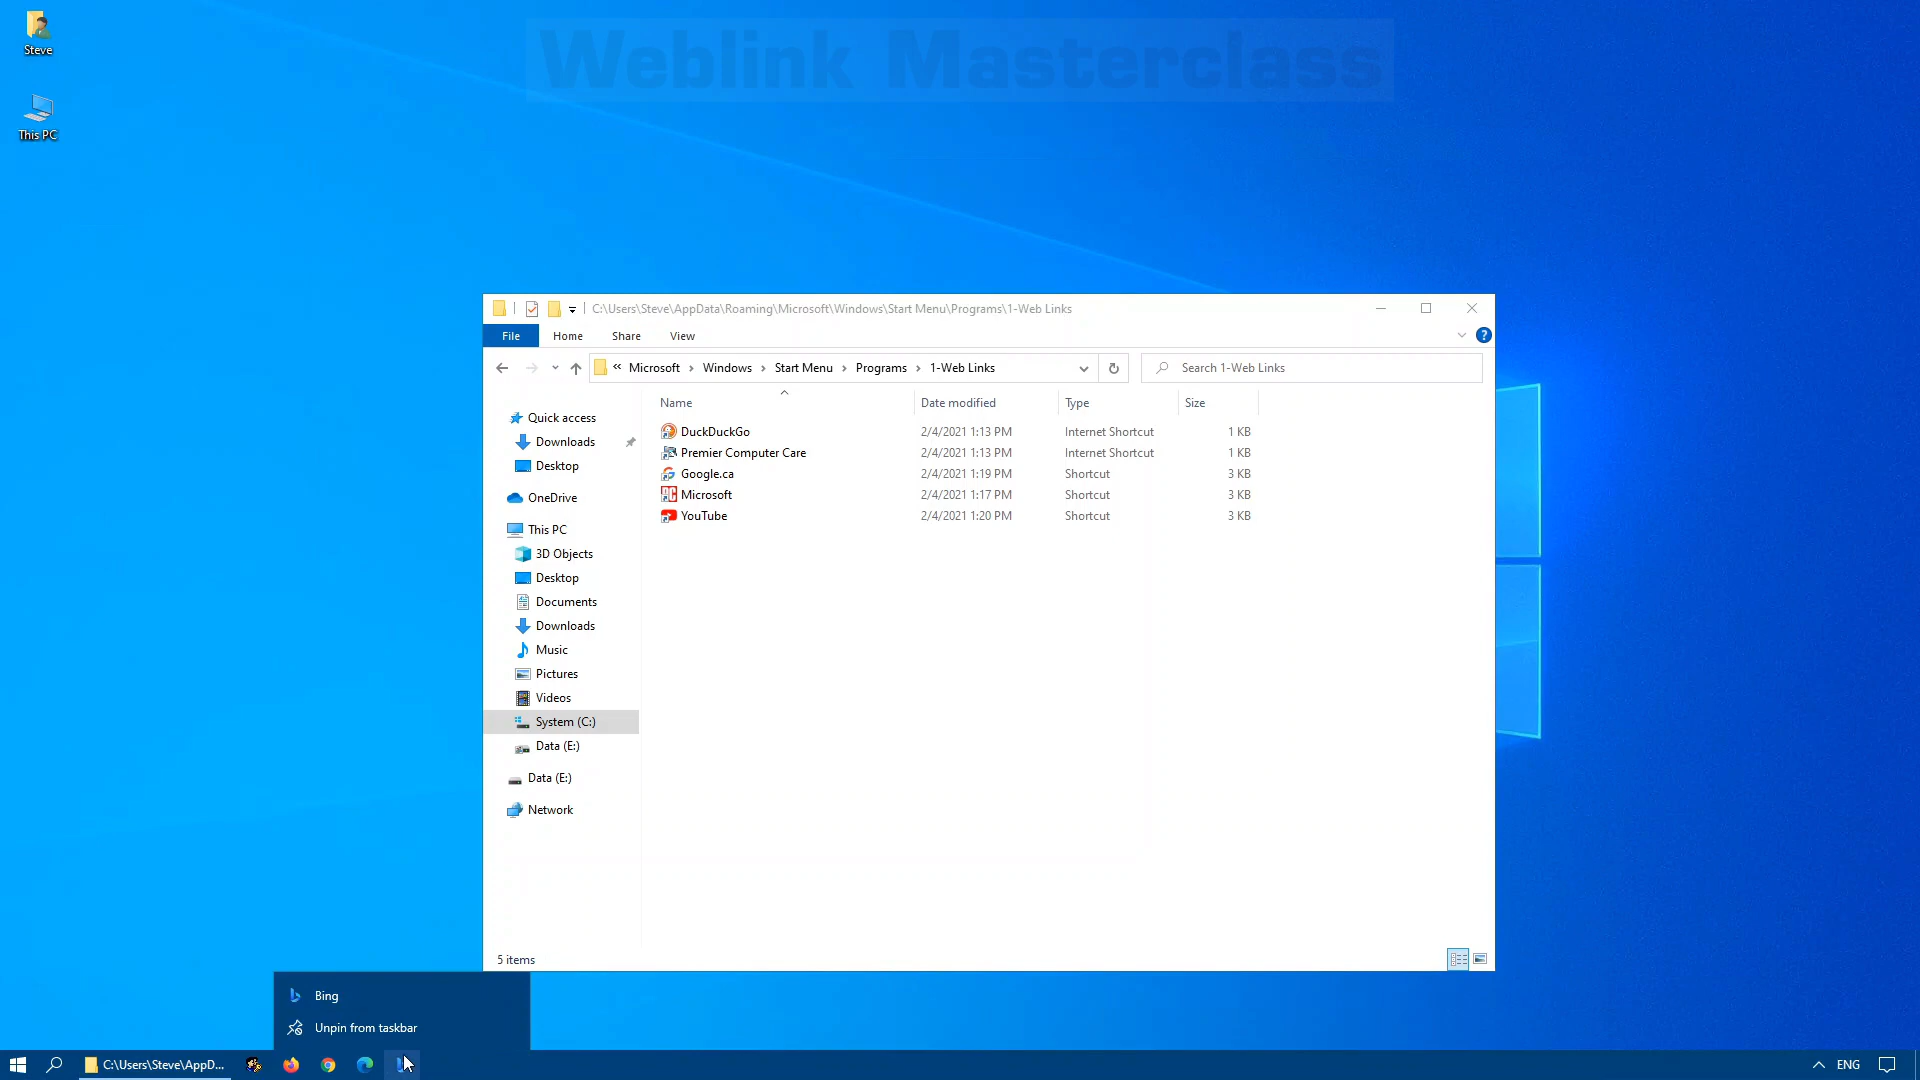 Weblink Masterclass
Steve
This PC
C:\Users\Steve\AppData\Roaming\Microsoft\Windows\Start Menu\Programs\1-Web Links
File Home Share View
« Microsoft › Windows › Start Menu › Programs › 1-Web Links
Search 1-Web Links
Name Date modified Type Size
DuckDuckGo 2/4/2021 1:13 PM Internet Shortcut 1 KB
Premier Computer Care 2/4/2021 1:13 PM Internet Shortcut 1 KB
Google.ca 2/4/2021 1:19 PM Shortcut 3 KB
Microsoft 2/4/2021 1:17 PM Shortcut 3 KB
YouTube 2/4/2021 1:20 PM Shortcut 3 KB
Quick access
Downloads
Desktop
OneDrive
This PC
3D Objects
Desktop
Documents
Downloads
Music
Pictures
Videos
System (C:)
Data (E:)
Data (E:)
Network
5 items
Bing
Unpin from taskbar
C:\Users\Steve\AppD...
ENG